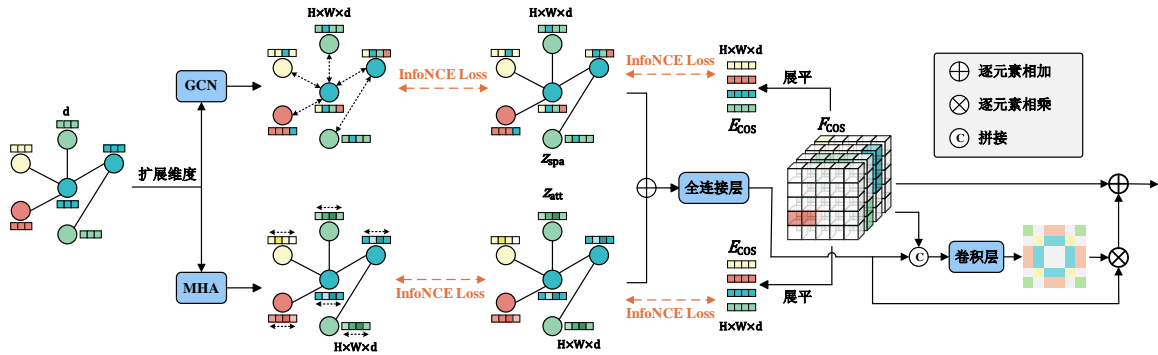 d
扩展维度
GCN
MHA
H×W×d
InfoNCE Loss
H×W×d
InfoNCE Loss
H×W×d
E_COS
展平
F_COS
Z_spa
Z_att
全连接层
逐元素相加
逐元素相乘
C 拼接
C
卷积层
InfoNCE Loss
H×W×d
H×W×d
InfoNCE Loss
E_COS
展平
H×W×d